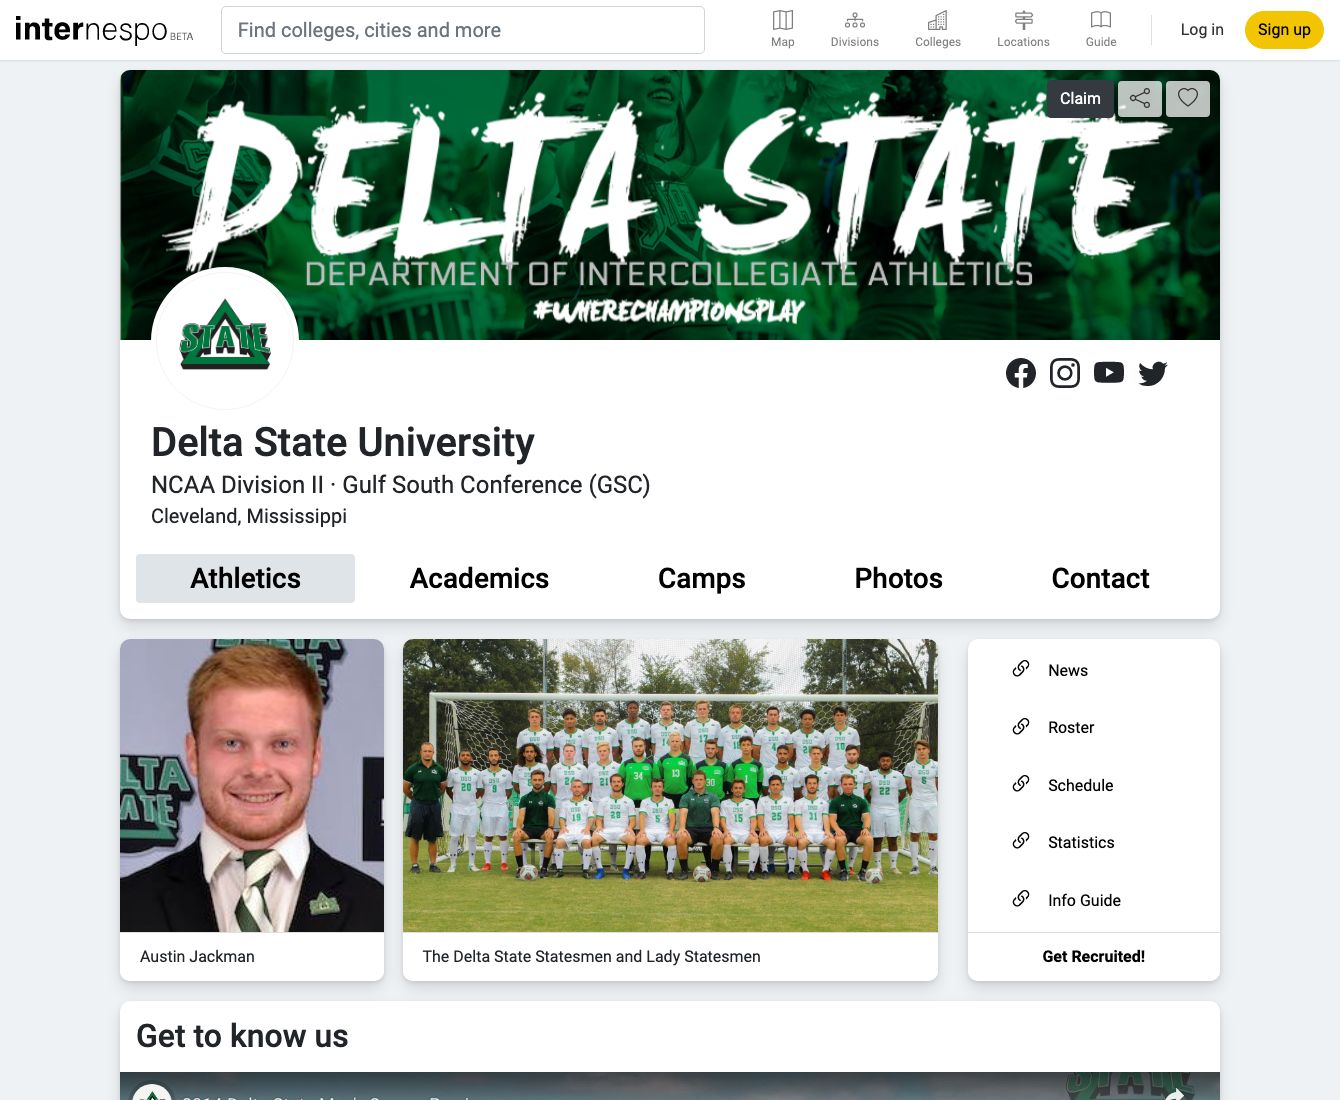 internespo BETA
Find colleges, cities and more
Map
Divisions
Colleges
Locations
Guide
Log in
Sign up
Claim
DELTA STATE
DEPARTMENT OF INTERCOLLEGIATE ATHLETICS
#WHERECHAMPIONSPLAY
STATE
Delta State University
NCAA Division II · Gulf South Conference (GSC)
Cleveland, Mississippi
Athletics
Academics
Camps
Photos
Contact
News
Roster
Schedule
Statistics
Info Guide
Austin Jackman
The Delta State Statesmen and Lady Statesmen
Get Recruited!
Get to know us